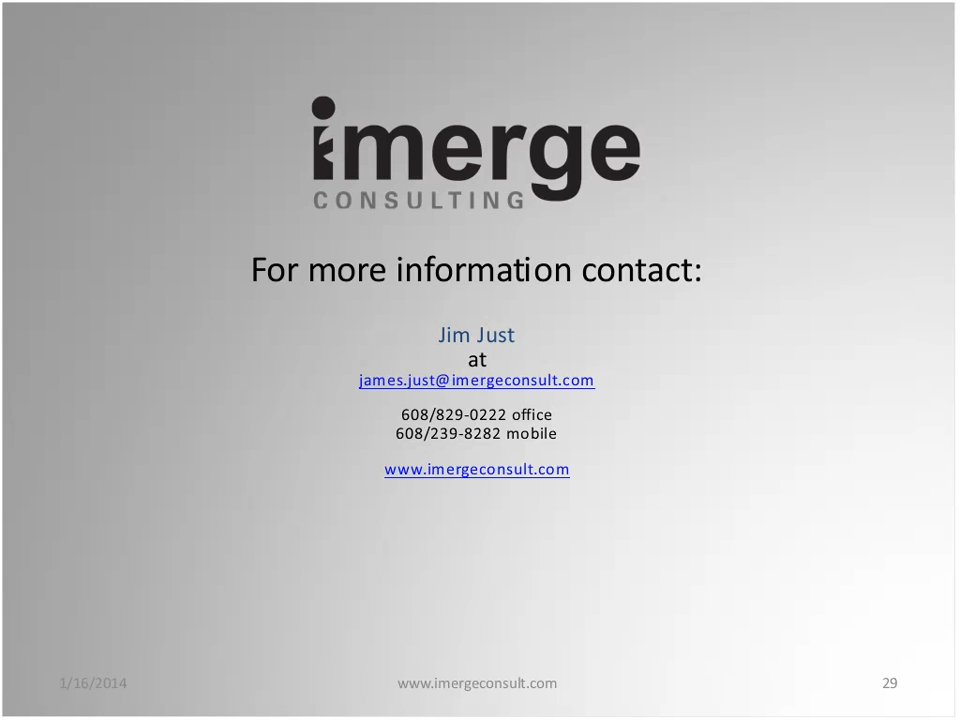 imerge
CONSULTING
For more information contact:
Jim Just
at
james.just@imergeconsult.com
608/829-0222 office
608/239-8282 mobile
www.imergeconsult.com
1/16/2014
www.imergeconsult.com
29